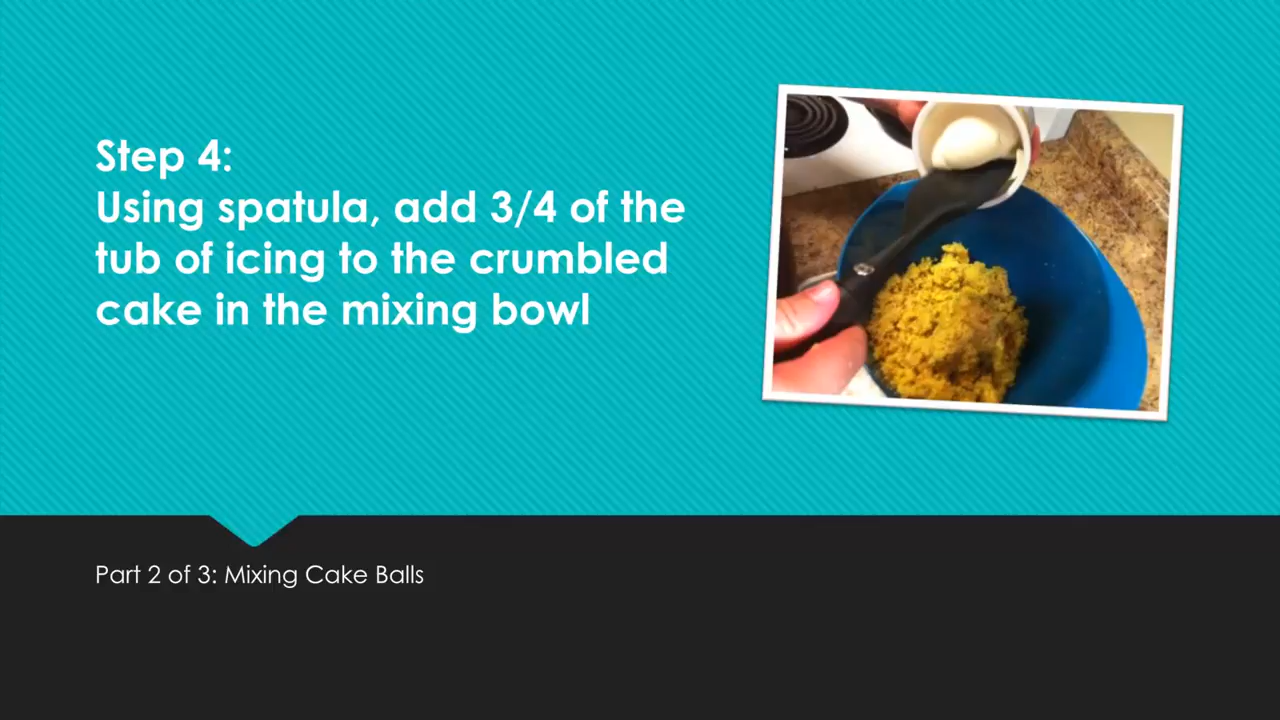 Step 4:
Using spatula, add 3/4 of the
tub of icing to the crumbled
cake in the mixing bowl
Part 2 of 3: Mixing Cake Balls